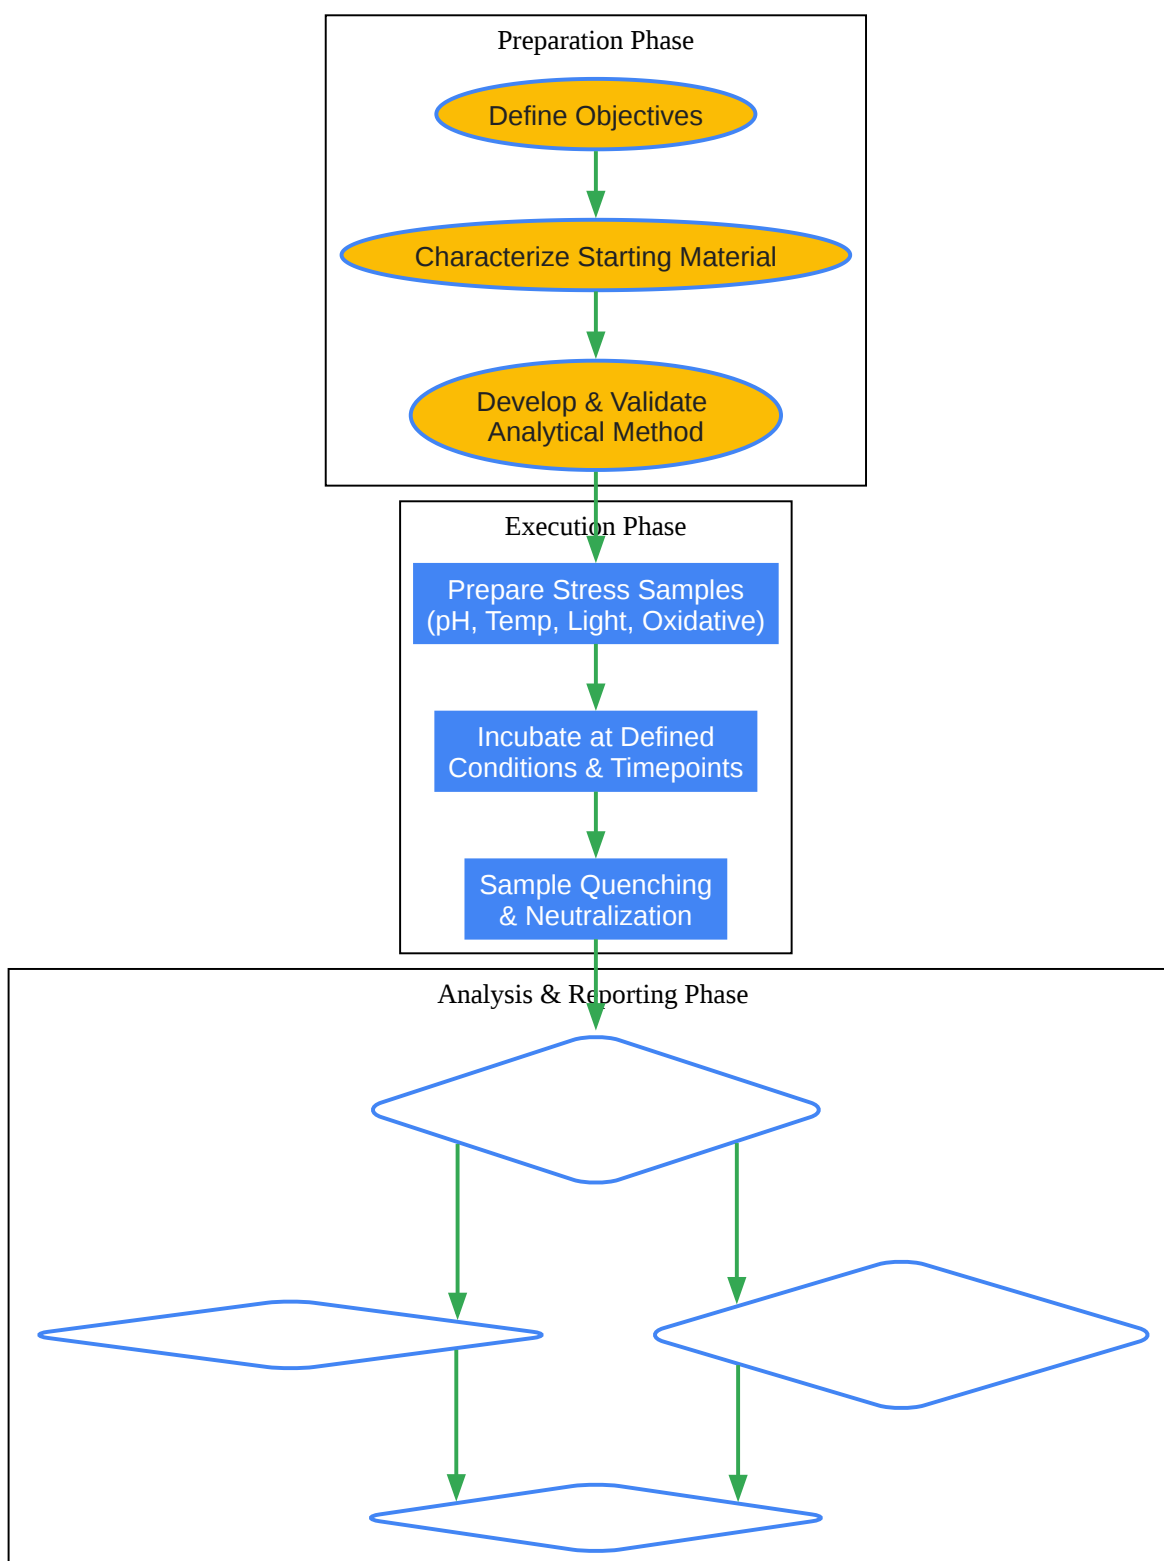 Preparation Phase
Define Objectives
Characterize Starting Material
Develop & Validate
Analytical Method
Execution Phase
Prepare Stress Samples
(pH, Temp, Light, Oxidative)
Incubate at Defined
Conditions & Timepoints
Sample Quenching
& Neutralization
Analysis & Reporting Phase